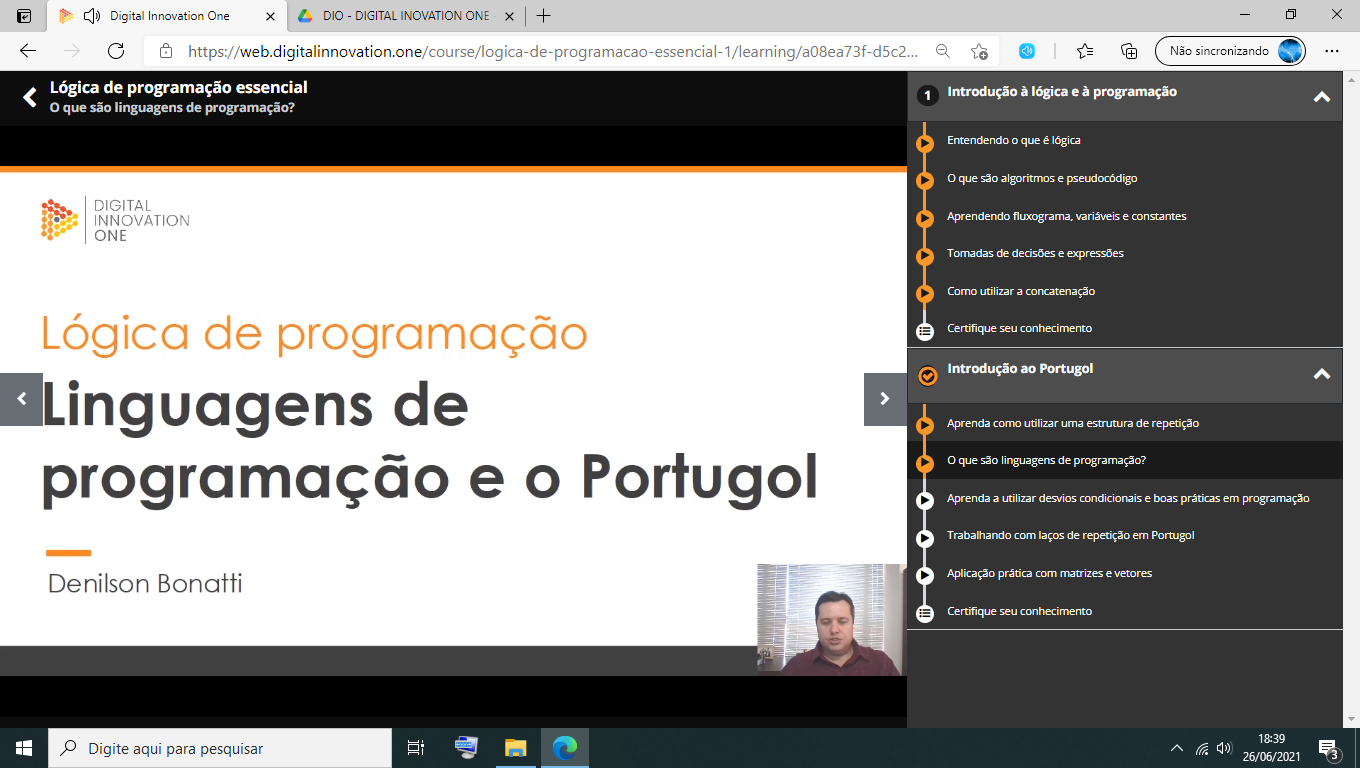 Digital Innovation One
DIO - DIGITAL INOVATION ONE
https://web.digitalinnovation.one/course/logica-de-programacao-essencial-1/learning/a08ea73f-d5c2...
Não sincronizando
Lógica de programação essencial
O que são linguagens de programação?
DIGITAL
INNOVATION
ONE
Lógica de programação
Linguagens de
programação e o Portugol
Denilson Bonatti
1 Introdução à lógica e à programação
Entendendo o que é lógica
O que são algoritmos e pseudocódigo
Aprendendo fluxograma, variáveis e constantes
Tomadas de decisões e expressões
Como utilizar a concatenação
Certifique seu conhecimento
Introdução ao Portugol
Aprenda como utilizar uma estrutura de repetição
O que são linguagens de programação?
Aprenda a utilizar desvios condicionais e boas práticas em programação
Trabalhando com laços de repetição em Portugol
Aplicação prática com matrizes e vetores
Certifique seu conhecimento
Digite aqui para pesquisar
18:39
26/06/2021
3